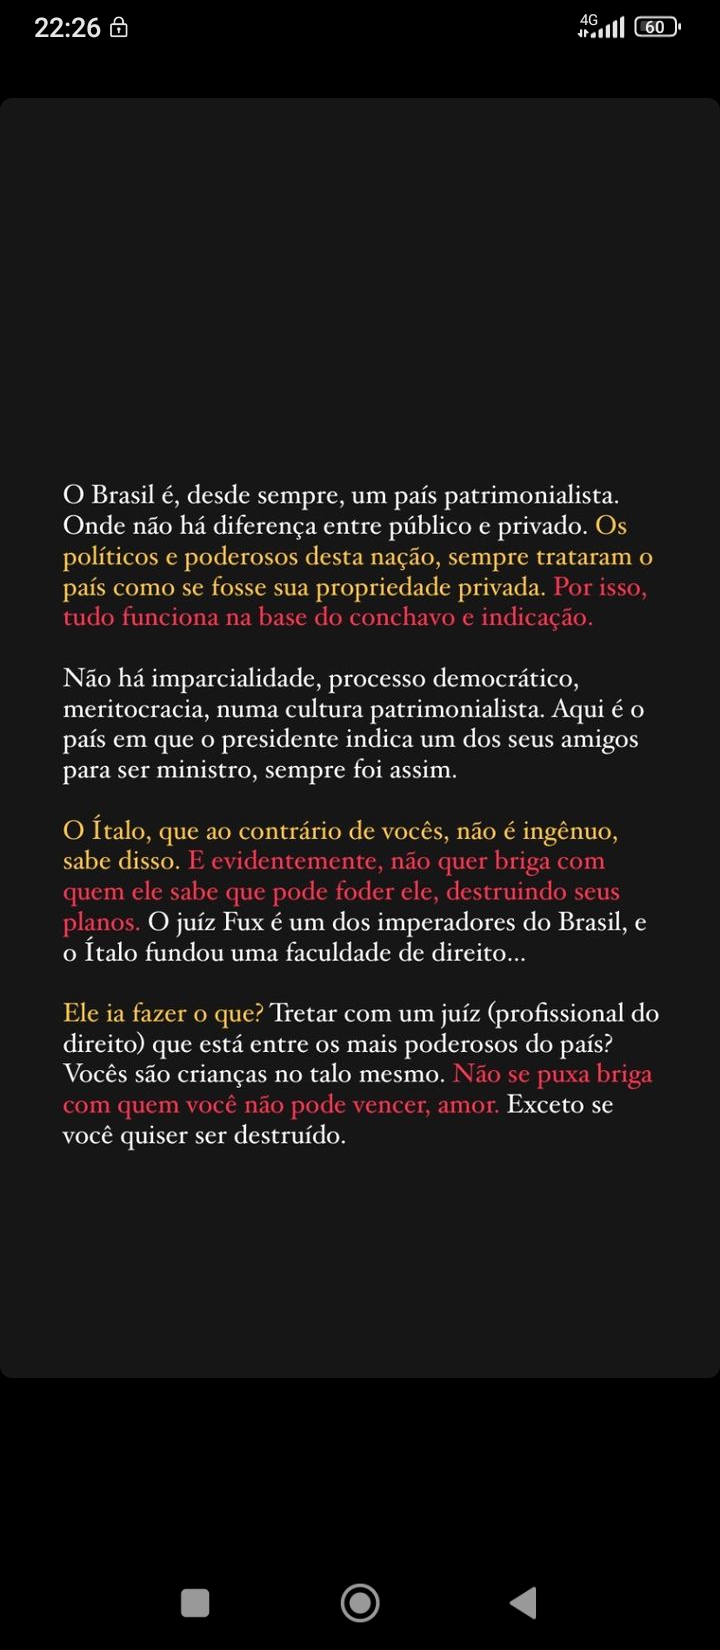 22:26
4G
60
O Brasil é, desde sempre, um país patrimonialista.
Onde não há diferença entre público e privado. Os
políticos e poderosos desta nação, sempre trataram o
país como se fosse sua propriedade privada. Por isso,
tudo funciona na base do conchavo e indicação.
Não há imparcialidade, processo democrático,
meritocracia, numa cultura patrimonialista. Aqui é o
país em que o presidente indica um dos seus amigos
para ser ministro, sempre foi assim.
O Ítalo, que ao contrário de vocês, não é ingênuo,
sabe disso. E evidentemente, não quer briga com
quem ele sabe que pode foder ele, destruindo seus
planos. O juíz Fux é um dos imperadores do Brasil, e
o Ítalo fundou uma faculdade de direito...
Ele ia fazer o que? Tretar com um juíz (profissional do
direito) que está entre os mais poderosos do país?
Vocês são crianças no talo mesmo. Não se puxa briga
com quem você não pode vencer, amor. Exceto se
você quiser ser destruído.